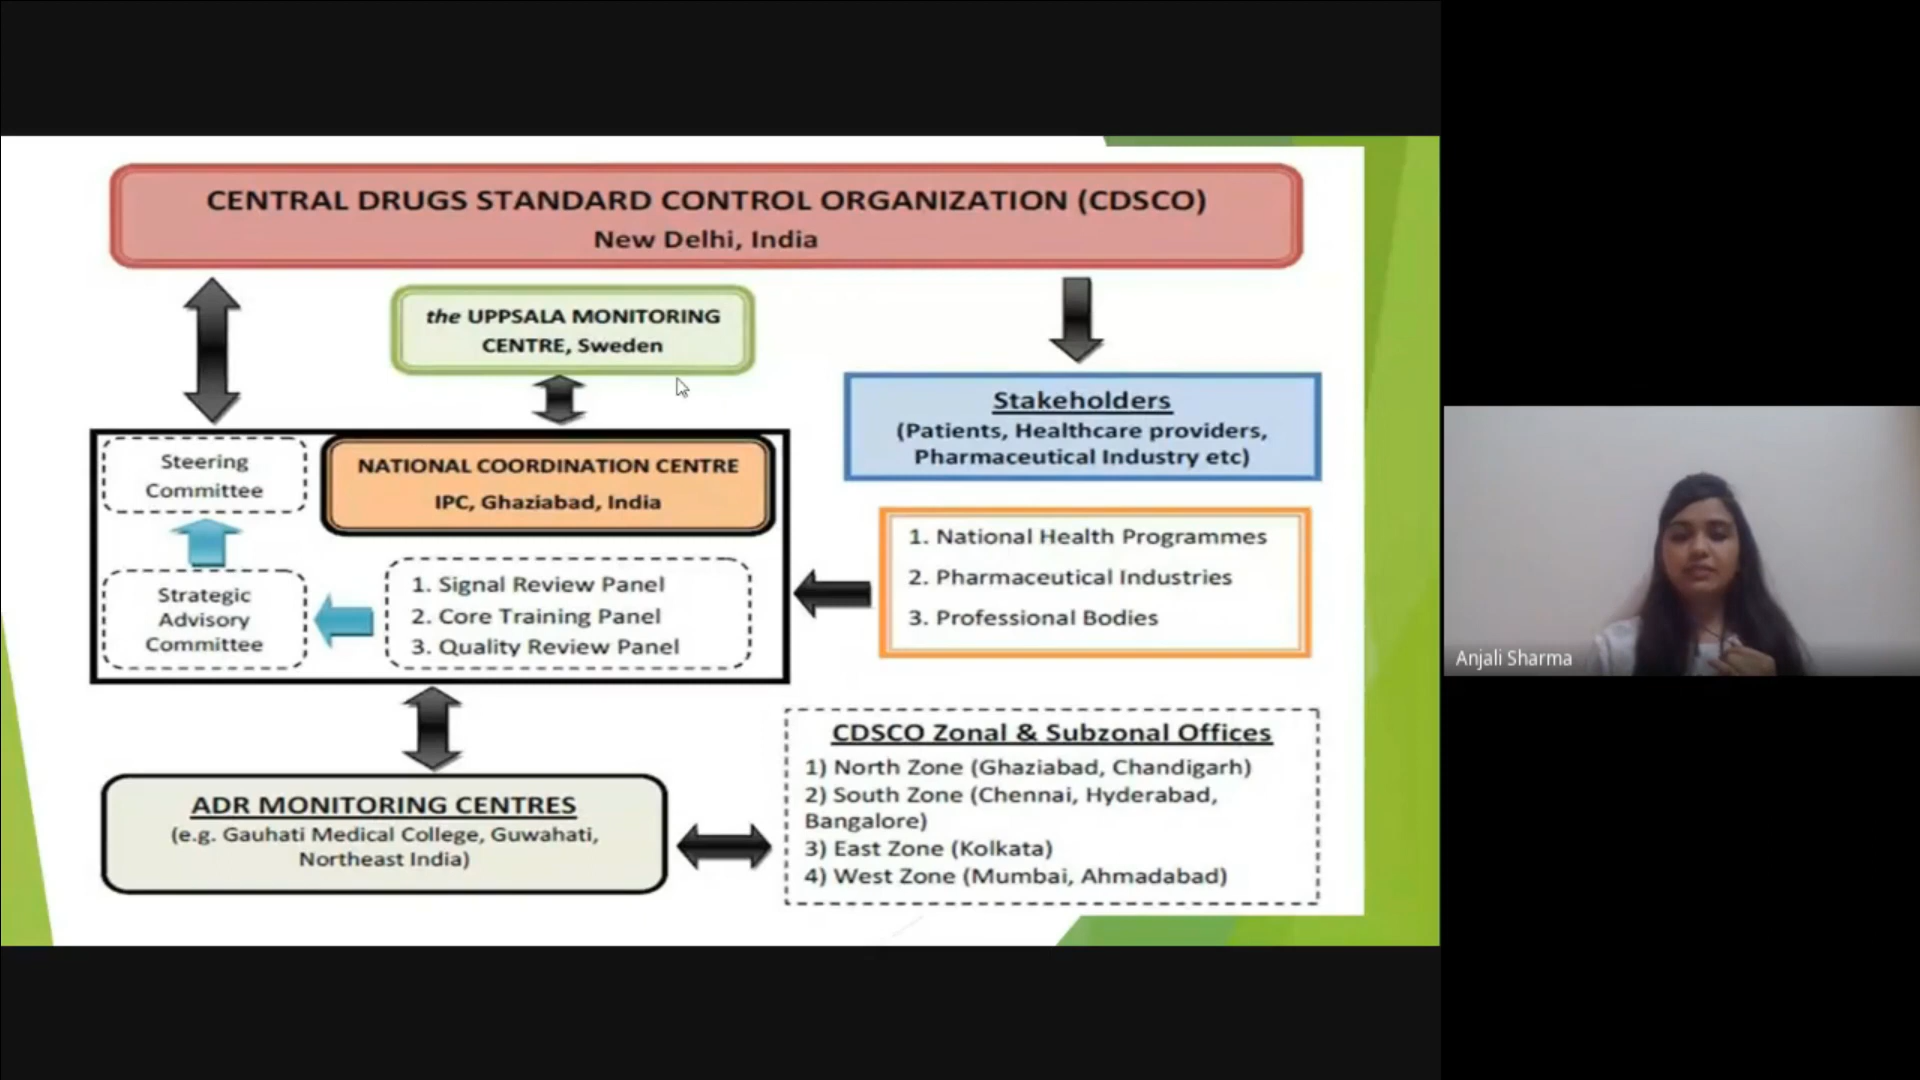 CENTRAL DRUGS STANDARD CONTROL ORGANIZATION (CDSCO)
New Delhi, India
the UPPSALA MONITORING
CENTRE, Sweden
Stakeholders
(Patients, Healthcare providers,
Pharmaceutical Industry etc)
Steering
Committee
NATIONAL COORDINATION CENTRE
IPC, Ghaziabad, India
1. National Health Programmes
2. Pharmaceutical Industries
3. Professional Bodies
Strategic
Advisory
Committee
1. Signal Review Panel
2. Core Training Panel
3. Quality Review Panel
Anjali Sharma
CDSCO Zonal & Subzonal Offices
1) North Zone (Ghaziabad, Chandigarh)
2) South Zone (Chennai, Hyderabad,
Bangalore)
3) East Zone (Kolkata)
4) West Zone (Mumbai, Ahmadabad)
ADR MONITORING CENTRES
(e.g. Gauhati Medical College, Guwahati,
Northeast India)